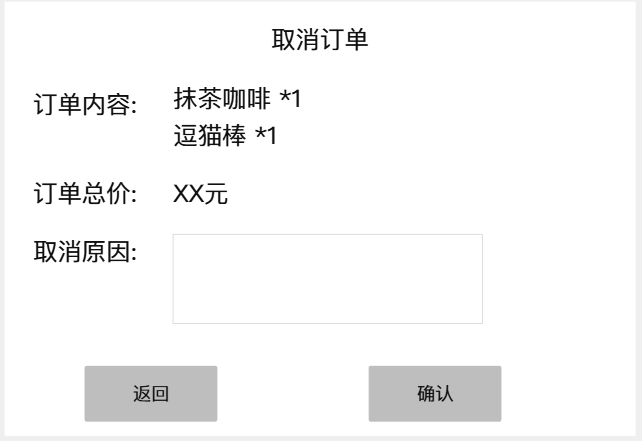 取消订单
订单内容: 抹茶咖啡 *1
逗猫棒 *1
订单总价: XX元
取消原因:
返回 确认